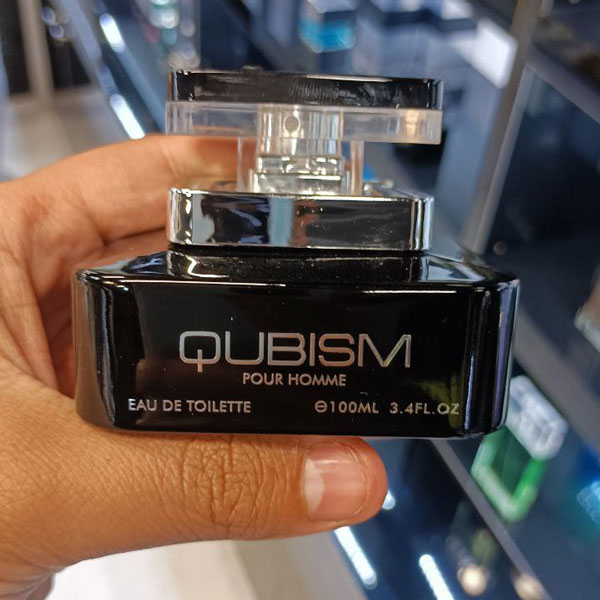 QUBISM
POUR HOMME
EAU DE TOILETTE ℮100ML 3.4FL.OZ